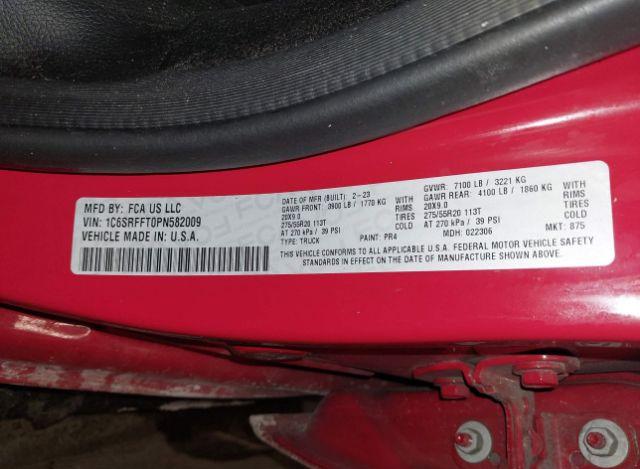 MFD BY: FCA US LLC
VIN: 1C6SRFFT0PN582009
VEHICLE MADE IN: U.S.A.
DATE OF MFR (BUILT): 2-23
GAWR FRONT: 3900 LB / 1770 KG WITH
20X9.0 RIMS
275/55R20 113T TIRES
AT 270 kPa / 39 PSI COLD
TYPE: TRUCK PAINT: PR4
GVWR: 7100 LB / 3221 KG
GAWR REAR: 4100 LB / 1860 KG WITH
20X9.0 RIMS
275/55R20 113T TIRES
AT 270 kPa / 39 PSI COLD
MDH: 022306 MKT: 875
THIS VEHICLE CONFORMS TO ALL APPLICABLE U.S.A. FEDERAL MOTOR VEHICLE SAFETY
STANDARDS IN EFFECT ON THE DATE OF MANUFACTURE SHOWN ABOVE.